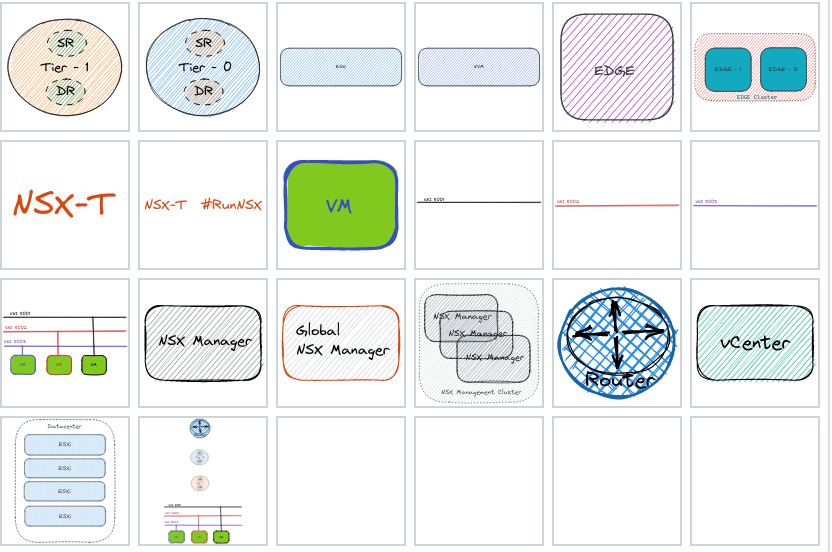 SR
Tier - 1
DR
SR
Tier - 0
DR
ESXi
KVM
EDGE
EDGE - 1
EDGE - 2
EDGE Cluster
NSX-T
NSX-T #RunNSX
VM
VNI 5001
VNI 5002
VNI 5003
VNI 5001
VNI 5002
VNI 5003
VM
VM
VM
NSX Manager
Global
NSX Manager
NSX Manager
NSX Manager
NSX Manager
NSX Management Cluster
Router
vCenter
Datacenter
ESXi
ESXi
ESXi
ESXi